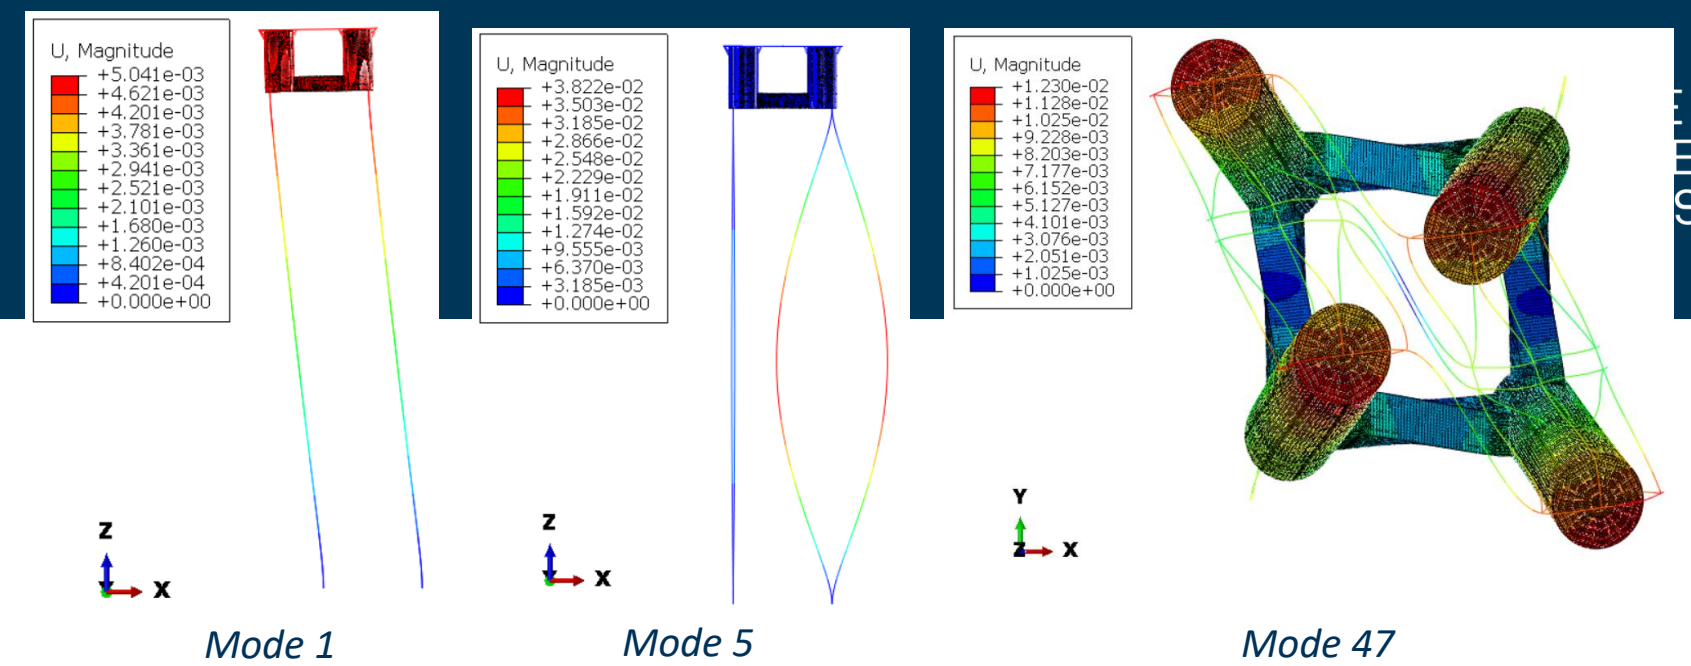 U, Magnitude
+5.041e-03
+4.621e-03
+4.201e-03
+3.781e-03
+3.361e-03
+2.941e-03
+2.521e-03
+2.101e-03
+1.680e-03
+1.260e-03
+8.402e-04
+4.201e-04
+0.000e+00
Z
X
Mode 1
U, Magnitude
+3.822e-02
+3.503e-02
+3.185e-02
+2.866e-02
+2.548e-02
+2.229e-02
+1.911e-02
+1.592e-02
+1.274e-02
+9.555e-03
+6.370e-03
+3.185e-03
+0.000e+00
Z
X
Mode 5
U, Magnitude
+1.230e-02
+1.128e-02
+1.025e-02
+9.228e-03
+8.203e-03
+7.177e-03
+6.152e-03
+5.127e-03
+4.101e-03
+3.076e-03
+2.051e-03
+1.025e-03
+0.000e+00
Y
Z X
Mode 47